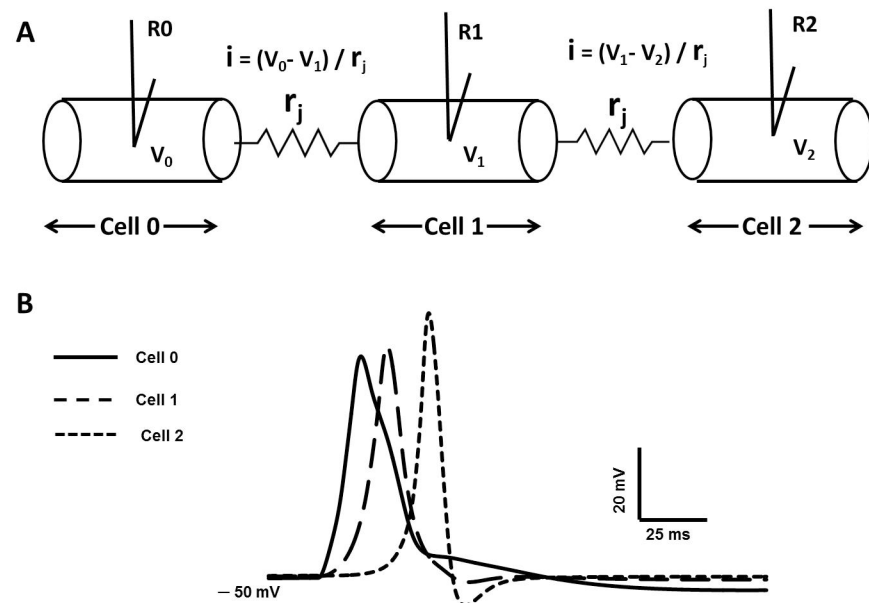 A
R0
R1
R2
i = (V₀- V₁) / rⱼ
i = (V₁- V₂) / rⱼ
rⱼ
rⱼ
V₀
V₁
V₂
Cell 0
Cell 1
Cell 2
B
Cell 0
Cell 1
Cell 2
20 mV
25 ms
– 50 mV